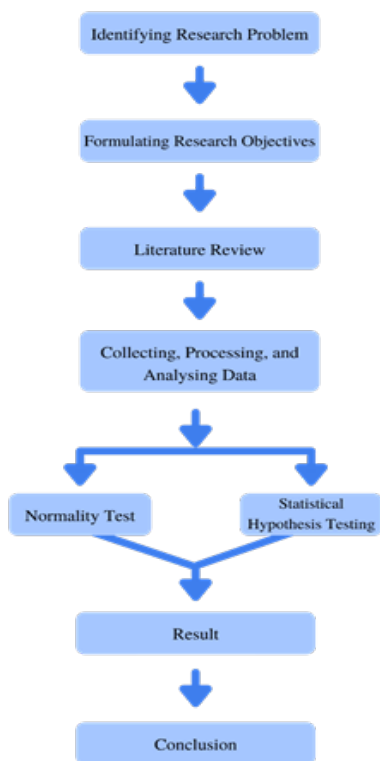 Identifying Research Problem
Formulating Research Objectives
Literature Review
Collecting, Processing, and
Analysing Data
Normality Test
Statistical
Hypothesis Testing
Result
Conclusion